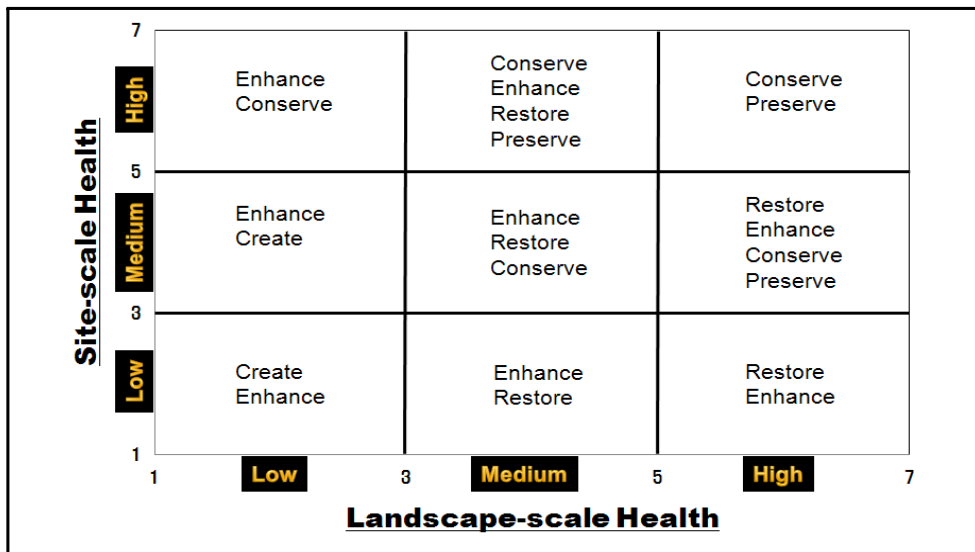 7
Enhance
Conserve
Conserve
Enhance
Restore
Preserve
Conserve
Preserve
High
5
Enhance
Create
Enhance
Restore
Conserve
Restore
Enhance
Conserve
Preserve
Medium
Site-scale Health
3
Create
Enhance
Enhance
Restore
Restore
Enhance
Low
1
1 3 5 7
Low Medium High
Landscape-scale Health